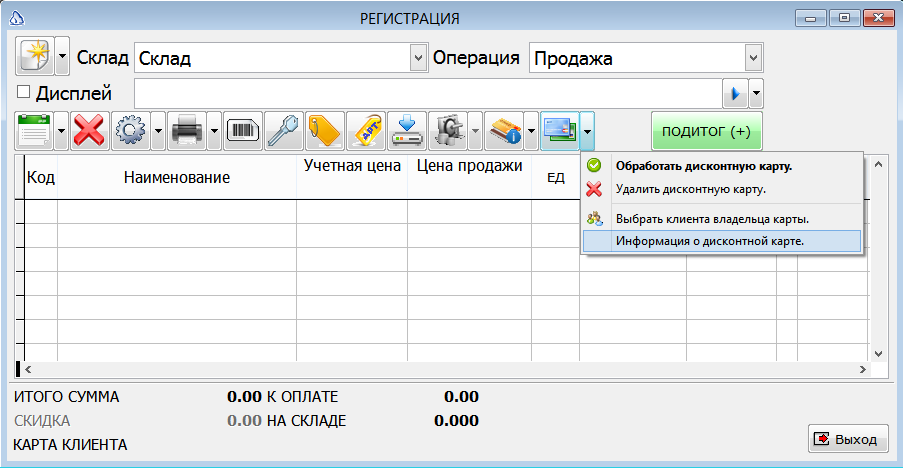 РЕГИСТРАЦИЯ
Склад Склад Операция Продажа
Дисплей
АРТ ПОДИТОГ (+)
Код Наименование Учетная цена Цена продажи ЕД
Обработать дисконтную карту.
Удалить дисконтную карту.
Выбрать клиента владельца карты.
Информация о дисконтной карте.
ИТОГО СУММА 0.00 К ОПЛАТЕ 0.00
СКИДКА 0.00 НА СКЛАДЕ 0.000
КАРТА КЛИЕНТА
Выход